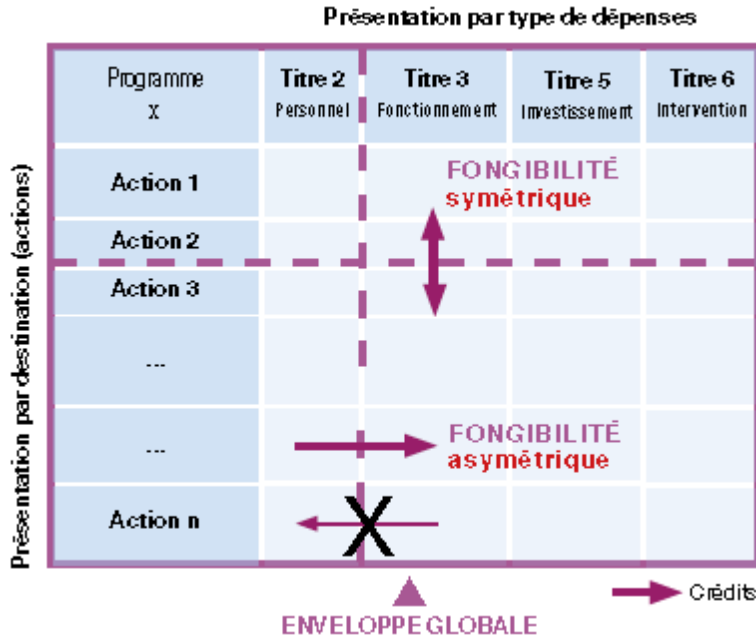 Présentation par type de dépenses
Programme
X
Titre 2
Personnel
Titre 3
Fonctionnement
Titre 5
Investissement
Titre 6
Intervention
Présentation par destination (actions)
Action 1
FONGIBILITÉ
symétrique
Action 2
Action 3
...
...
FONGIBILITÉ
asymétrique
Action n
X
Crédits
ENVELOPPE GLOBALE